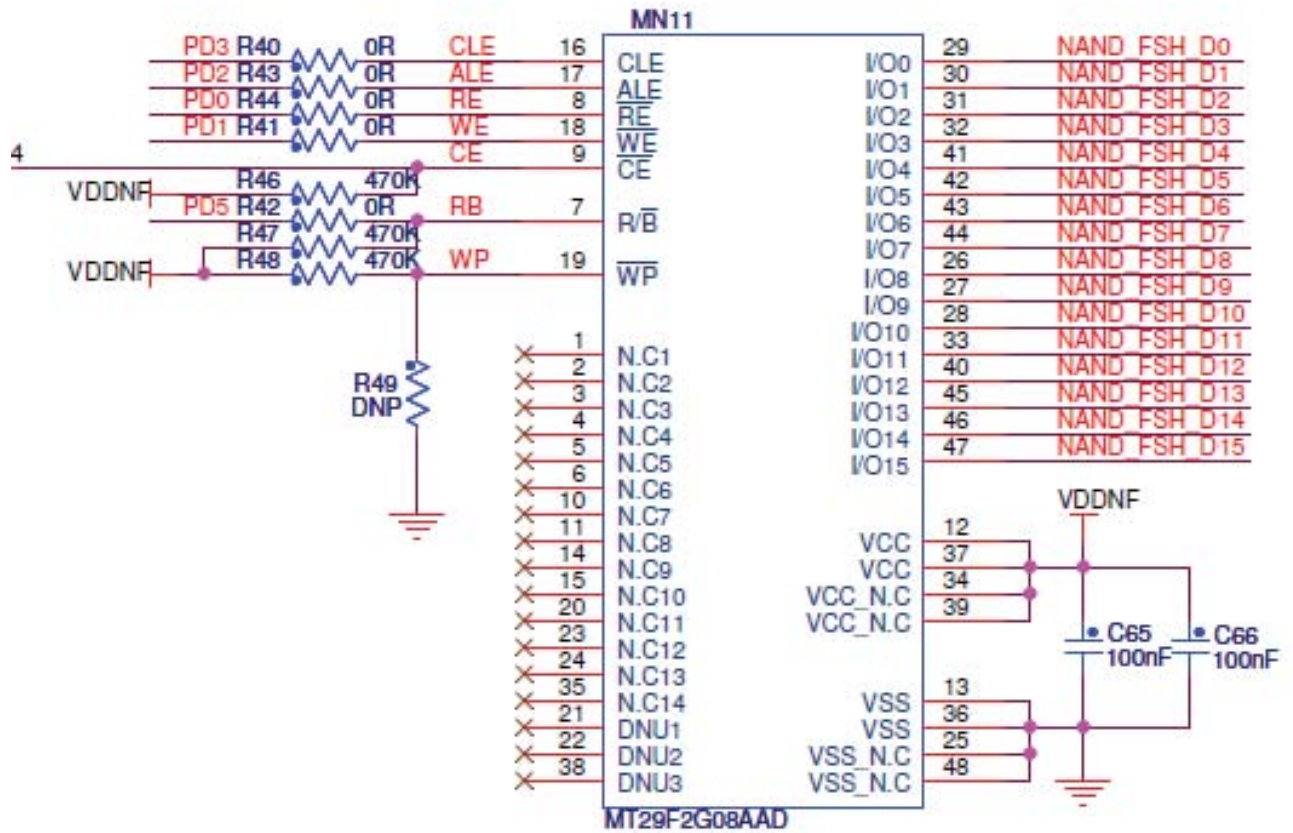 MN11
PD3 R40 0R CLE 16 CLE I/O0 29 NAND_FSH_D0
PD2 R43 0R ALE 17 ALE I/O1 30 NAND_FSH_D1
PD0 R44 0R RE 8 RE I/O2 31 NAND_FSH_D2
PD1 R41 0R WE 18 WE I/O3 32 NAND_FSH_D3
4 CE 9 CE I/O4 41 NAND_FSH_D4
VDDNF R46 470K I/O5 42 NAND_FSH_D5
PD5 R42 0R RB 7 R/B I/O6 43 NAND_FSH_D6
R47 470K I/O7 44 NAND_FSH_D7
VDDNF R48 470K WP 19 WP I/O8 26 NAND_FSH_D8
I/O9 27 NAND_FSH_D9
I/O10 28 NAND_FSH_D10
1 N.C1 I/O11 33 NAND_FSH_D11
2 N.C2 I/O12 40 NAND_FSH_D12
R49
DNP
3 N.C3 I/O13 45 NAND_FSH_D13
4 N.C4 I/O14 46 NAND_FSH_D14
5 N.C5 I/O15 47 NAND_FSH_D15
6 N.C6
VDDNF
10 N.C7
11 N.C8 VCC 12
14 N.C9 VCC 37
15 N.C10 VCC_N.C 34
20 N.C11 VCC_N.C 39
23 N.C12
C65
100nF
C66
100nF
24 N.C13
35 N.C14 VSS 13
21 DNU1 VSS 36
22 DNU2 VSS_N.C 25
38 DNU3 VSS_N.C 48
MT29F2G08AAD